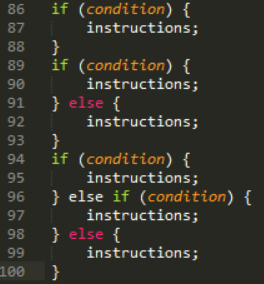 86 if (condition) {
87     instructions;
88 }
89 if (condition) {
90     instructions;
91 } else {
92     instructions;
93 }
94 if (condition) {
95     instructions;
96 } else if (condition) {
97     instructions;
98 } else {
99     instructions;
100 }